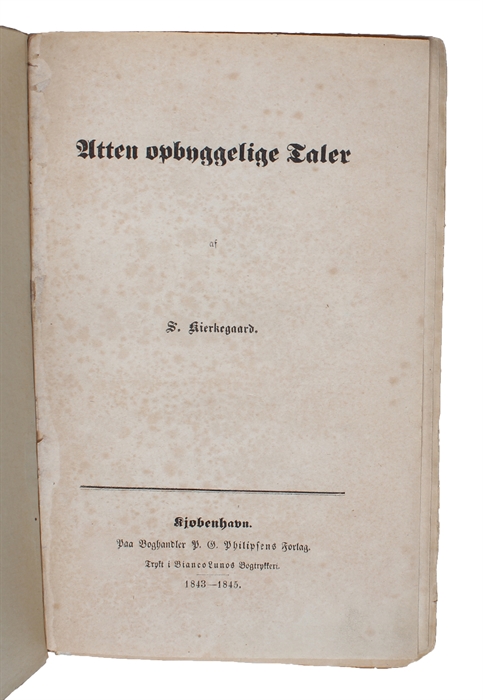 Atten opbyggelige Taler
af
S. Kierkegaard.
Kjøbenhavn.
Paa Boghandler P. G. Philipsens Forlag.
Trykt i Bianco Lunos Bogtrykkeri.
1843—1845.